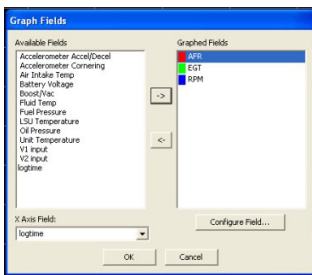 Graph Fields
Available Fields
Accelerometer Accel/Decel
Accelerometer Cornering
Air Intake Temp
Battery Voltage
Boost/Vac
Fluid Temp
Fuel Pressure
LSU Temperature
Oil Pressure
Unit Temperature
V1 input
V2 input
logtime
->
<-
Graphed Fields
AFR
EGT
RPM
X Axis Field:
logtime
Configure Field...
OK
Cancel